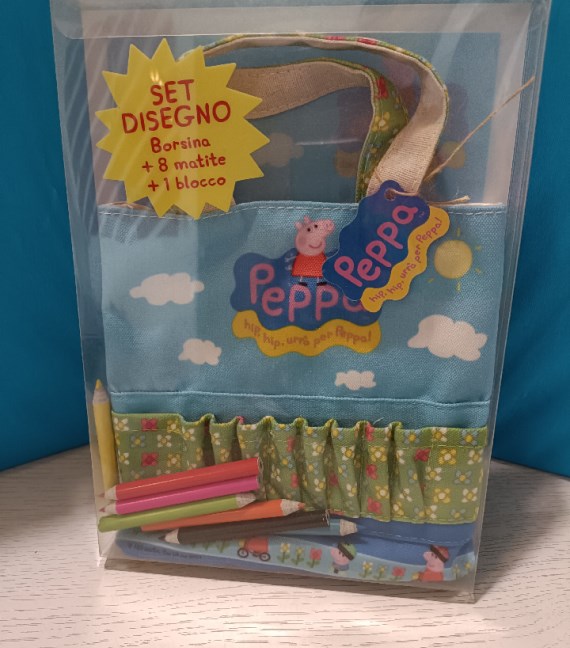 SET
DISEGNO
Borsina
+ 8 matite
+ 1 blocco
Peppa
hip, hip, urrà per Peppa!
Peppa
hip, hip, urrà per Peppa!